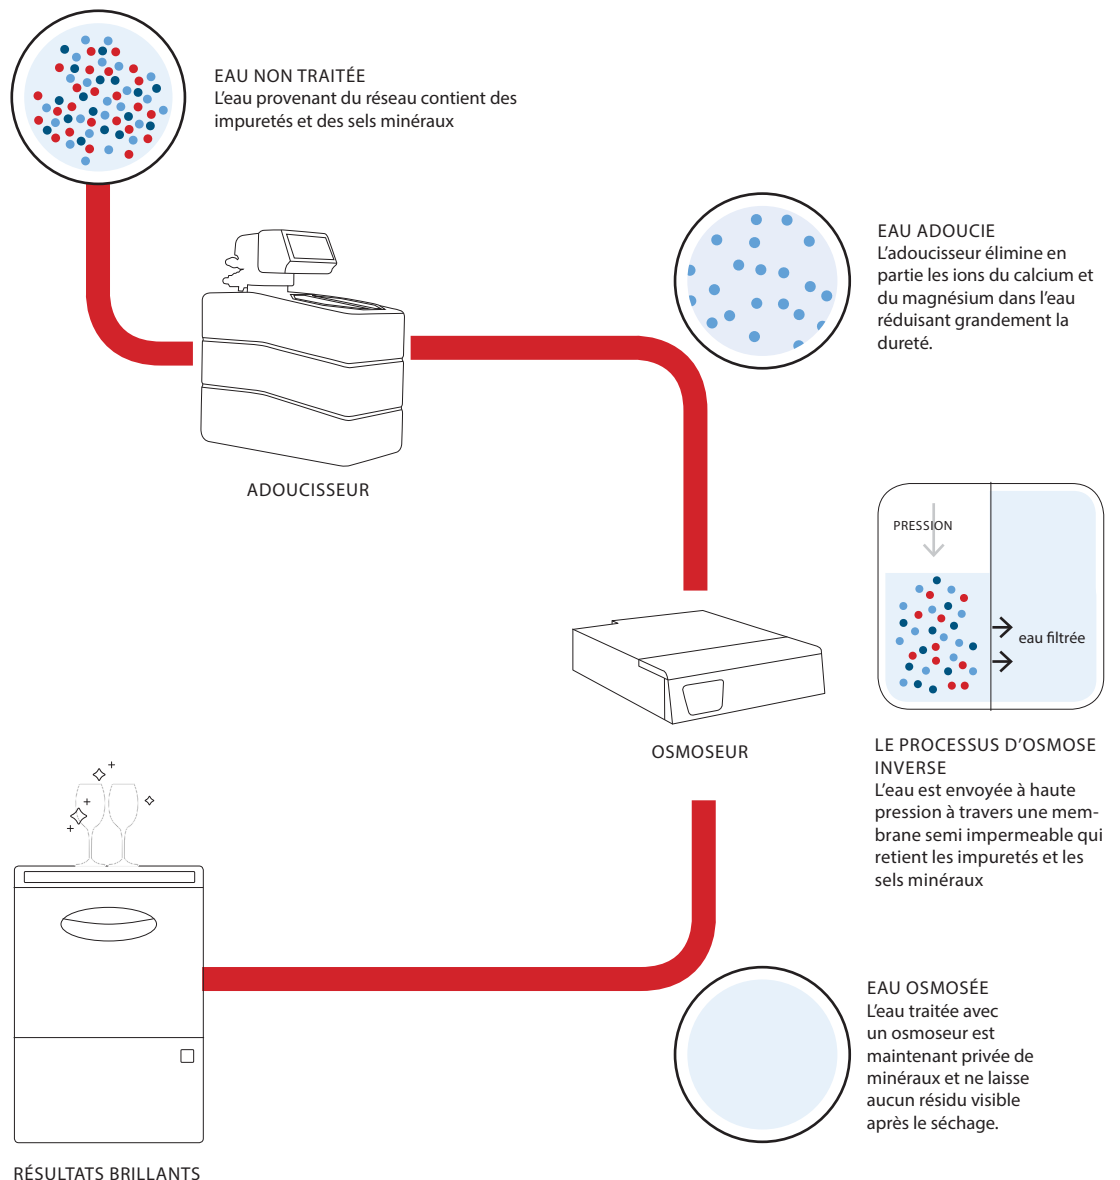 EAU NON TRAITÉE
L'eau provenant du réseau contient des
impuretés et des sels minéraux
EAU ADOUCIE
L'adoucisseur élimine en
partie les ions du calcium et
du magnésium dans l'eau
réduisant grandement la
dureté.
ADOUCISSEUR
PRESSION
eau filtrée
OSMOSEUR
LE PROCESSUS D'OSMOSE
INVERSE
L'eau est envoyée à haute
pression à travers une mem-
brane semi impermeable qui
retient les impuretés et les
sels minéraux
EAU OSMOSÉE
L'eau traitée avec
un osmoseur est
maintenant privée de
minéraux et ne laisse
aucun résidu visible
après le séchage.
RÉSULTATS BRILLANTS